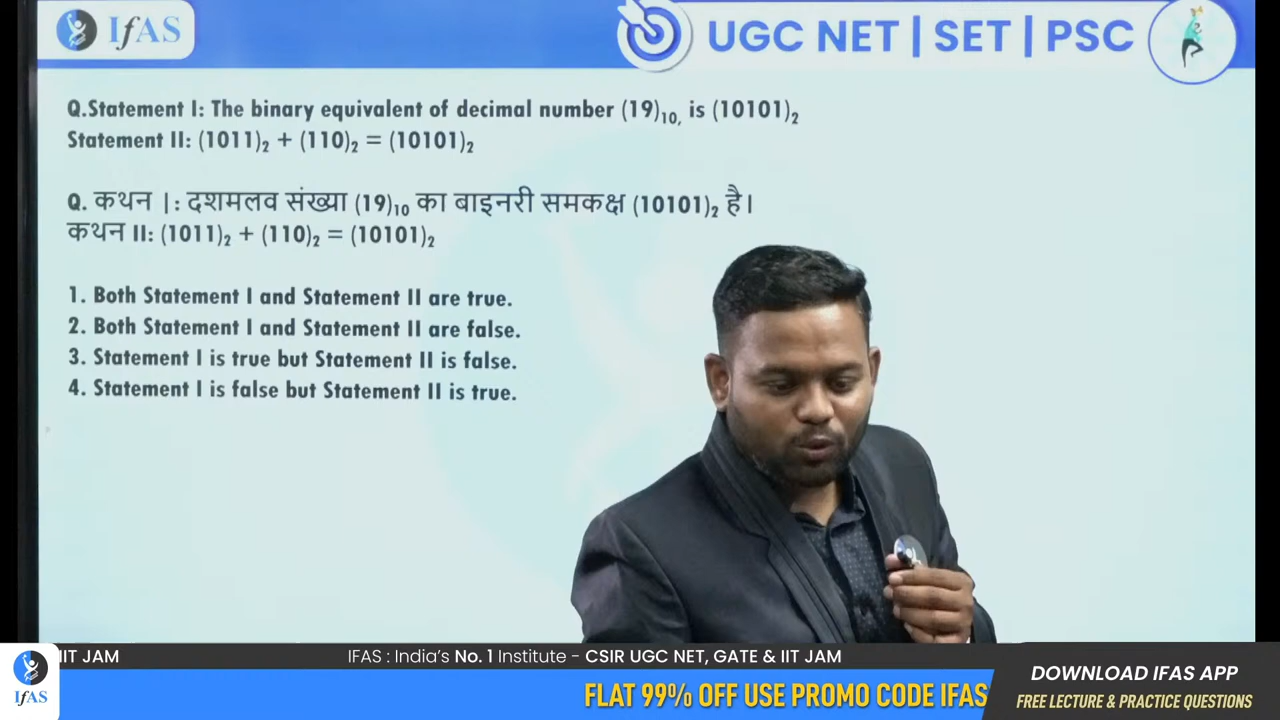 IfAS
UGC NET | SET | PSC
Q.Statement I: The binary equivalent of decimal number (19)₁₀, is (10101)₂
Statement II: (1011)₂ + (110)₂ = (10101)₂
Q. कथन |: दशमलव संख्या (19)₁₀ का बाइनरी समकक्ष (10101)₂ है।
कथन II: (1011)₂ + (110)₂ = (10101)₂
1. Both Statement I and Statement II are true.
2. Both Statement I and Statement II are false.
3. Statement I is true but Statement II is false.
4. Statement I is false but Statement II is true.
IIT JAM
IFAS : India's No. 1 Institute - CSIR UGC NET, GATE & IIT JAM
DOWNLOAD IFAS APP
IfAS
FLAT 99% OFF USE PROMO CODE IFAS
FREE LECTURE & PRACTICE QUESTIONS